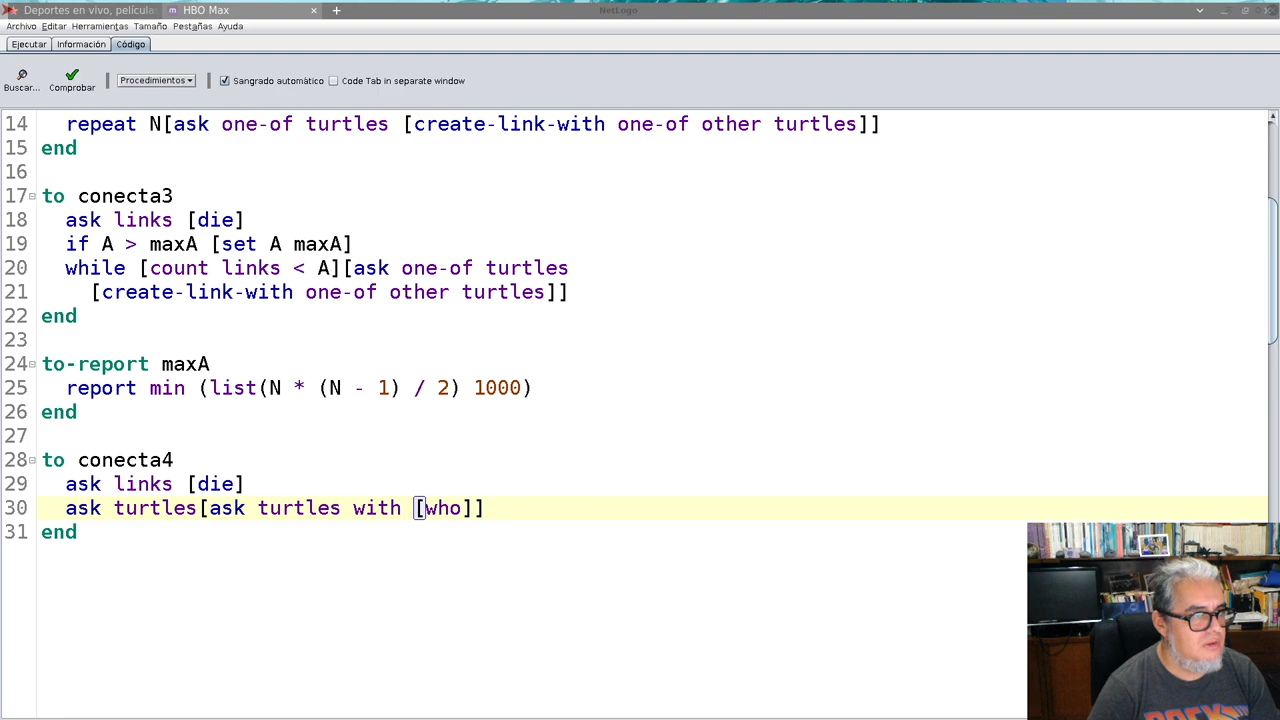 Deportes en vivo, película
HBO Max
NetLogo
Archivo Editar Herramientas Tamaño Pestañas Ayuda
Ejecutar Información Código
Buscar... Comprobar Procedimientos Sangrado automático Code Tab in separate window
14 repeat N[ask one-of turtles [create-link-with one-of other turtles]]
15 end
16
17 to conecta3
18 ask links [die]
19 if A > maxA [set A maxA]
20 while [count links < A][ask one-of turtles
21 [create-link-with one-of other turtles]]
22 end
23
24 to-report maxA
25 report min (list(N * (N - 1) / 2) 1000)
26 end
27
28 to conecta4
29 ask links [die]
30 ask turtles[ask turtles with [who]]
31 end